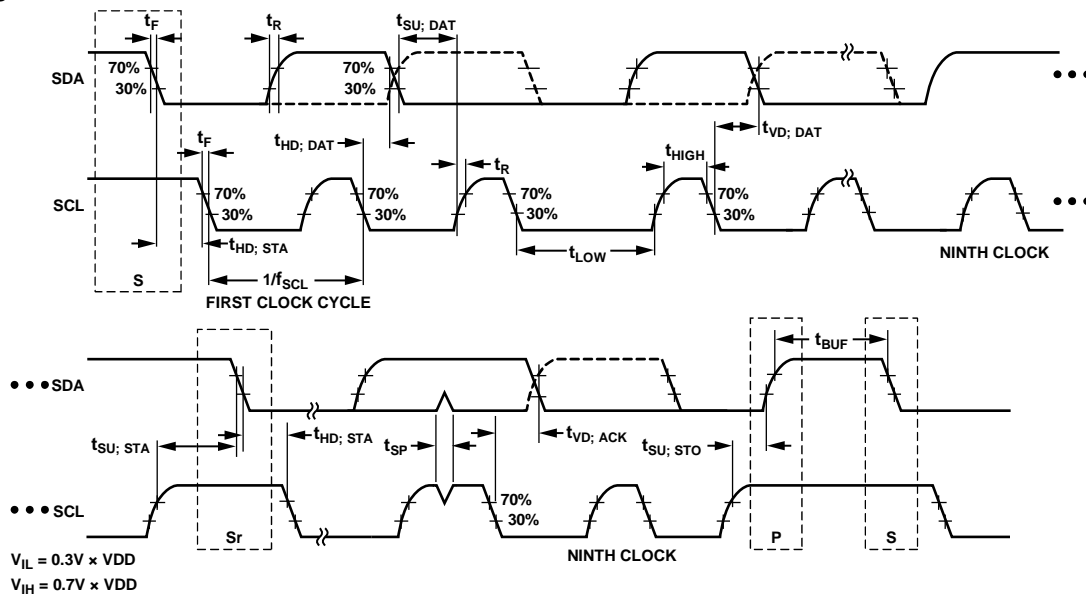 tF
tR
tSU; DAT
SDA
70%
30%
70%
30%
tHD; DAT
tVD; DAT
tF
tR
tHIGH
SCL
70%
30%
70%
30%
70%
30%
70%
30%
tHD; STA
tLOW
NINTH CLOCK
S
1/fSCL
FIRST CLOCK CYCLE
tBUF
SDA
tSU; STA
tHD; STA
tSP
tVD; ACK
tSU; STO
SCL
70%
30%
Sr
NINTH CLOCK
P
S
VIL = 0.3V × VDD
VIH = 0.7V × VDD